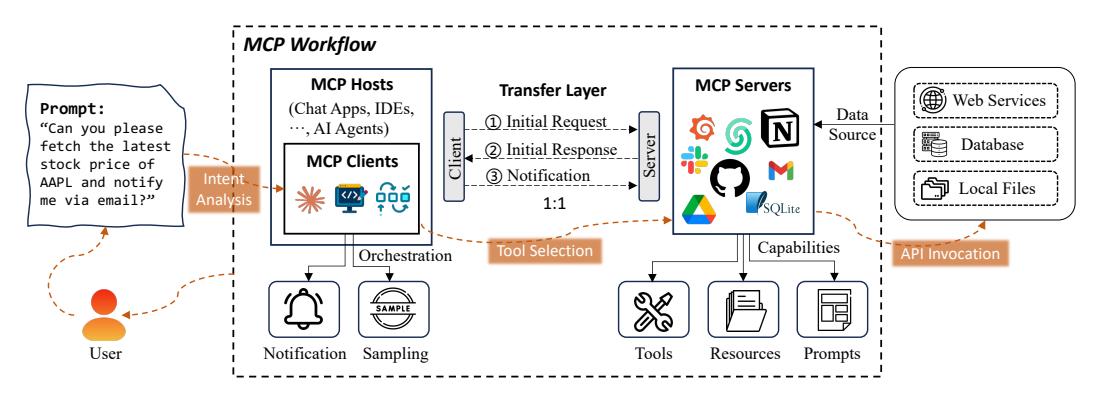 MCP Workflow
Prompt:
“Can you please
fetch the latest
stock price of
AAPL and notify
me via email?”
Intent
Analysis
User
MCP Hosts
(Chat Apps, IDEs,
…, AI Agents)
MCP Clients
Orchestration
Notification
Sampling
SAMPLE
Transfer Layer
Client
① Initial Request
② Initial Response
③ Notification
1:1
Server
Tool Selection
MCP Servers
N
SQLite
Capabilities
Tools
Resources
Prompts
Data
Source
Web Services
Database
Local Files
API Invocation